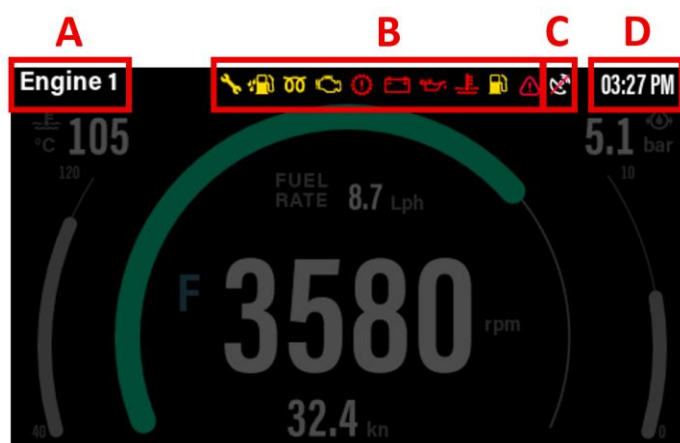 A B C D
Engine 1 03:27 PM
°C 105 5.1 bar
120 10
FUEL RATE 8.7 Lph
F 3580 rpm
40 32.4 kn 0